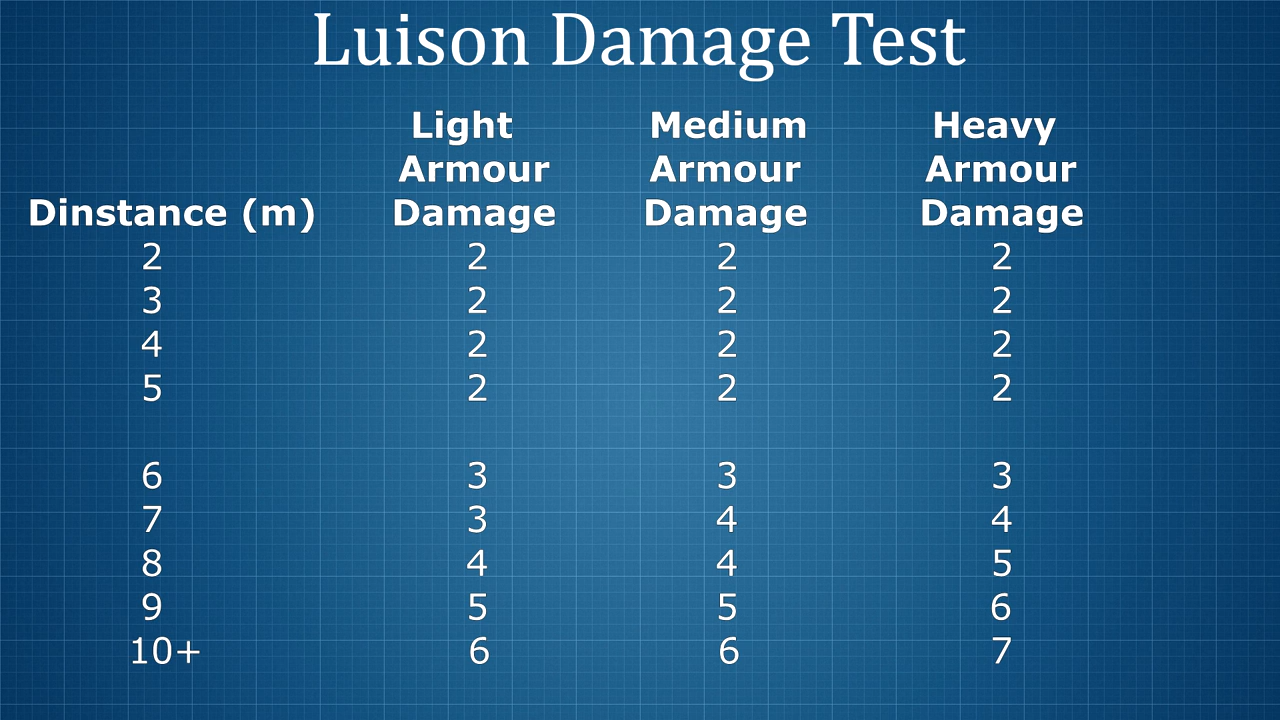 Luison Damage Test
Light Medium Heavy
Armour Armour Armour
Dinstance (m) Damage Damage Damage
2 2 2 2
3 2 2 2
4 2 2 2
5 2 2 2
6 3 3 3
7 3 4 4
8 4 4 5
9 5 5 6
10+ 6 6 7